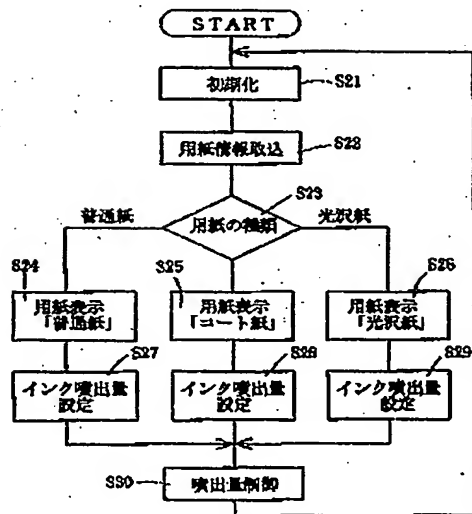 START
初期化
S21
用紙情報取込
S22
用紙の種類
S23
普通紙
光沢紙
S24
用紙表示
「普通紙」
S25
用紙表示
「コート紙」
S26
用紙表示
「光沢紙」
S27
インク噴出量
設定
S28
インク噴出量
設定
S29
インク噴出量
設定
S30
噴出量制御